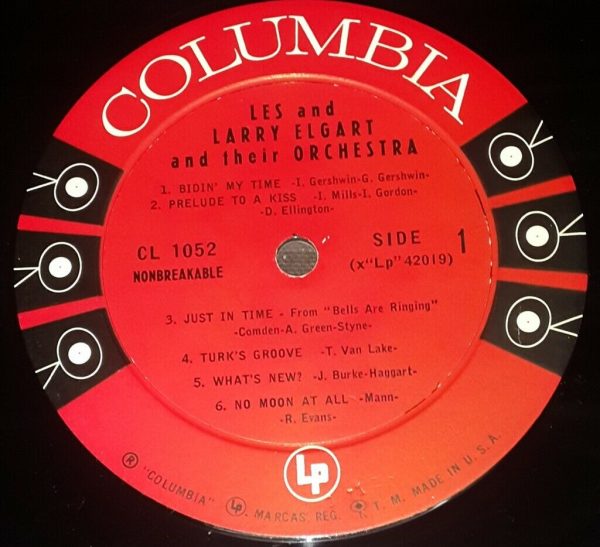 COLUMBIA
LES and
LARRY ELGART
and their ORCHESTRA
1. BIDIN' MY TIME -I. Gershwin-G. Gershwin-
2. PRELUDE TO A KISS -I. Mills-I. Gordon-
-D. Ellington-
CL 1052
NONBREAKABLE
SIDE 1
(x"Lp"42019)
3. JUST IN TIME - From "Bells Are Ringing"
-Comden-A. Green-Styne-
4. TURK'S GROOVE -T. Van Lake-
5. WHAT'S NEW? -J. Burke-Haggart-
6. NO MOON AT ALL -Mann-
-R. Evans-
Lp
® "COLUMBIA" Lp MARCAS REG. T. M. MADE IN U. S. A.